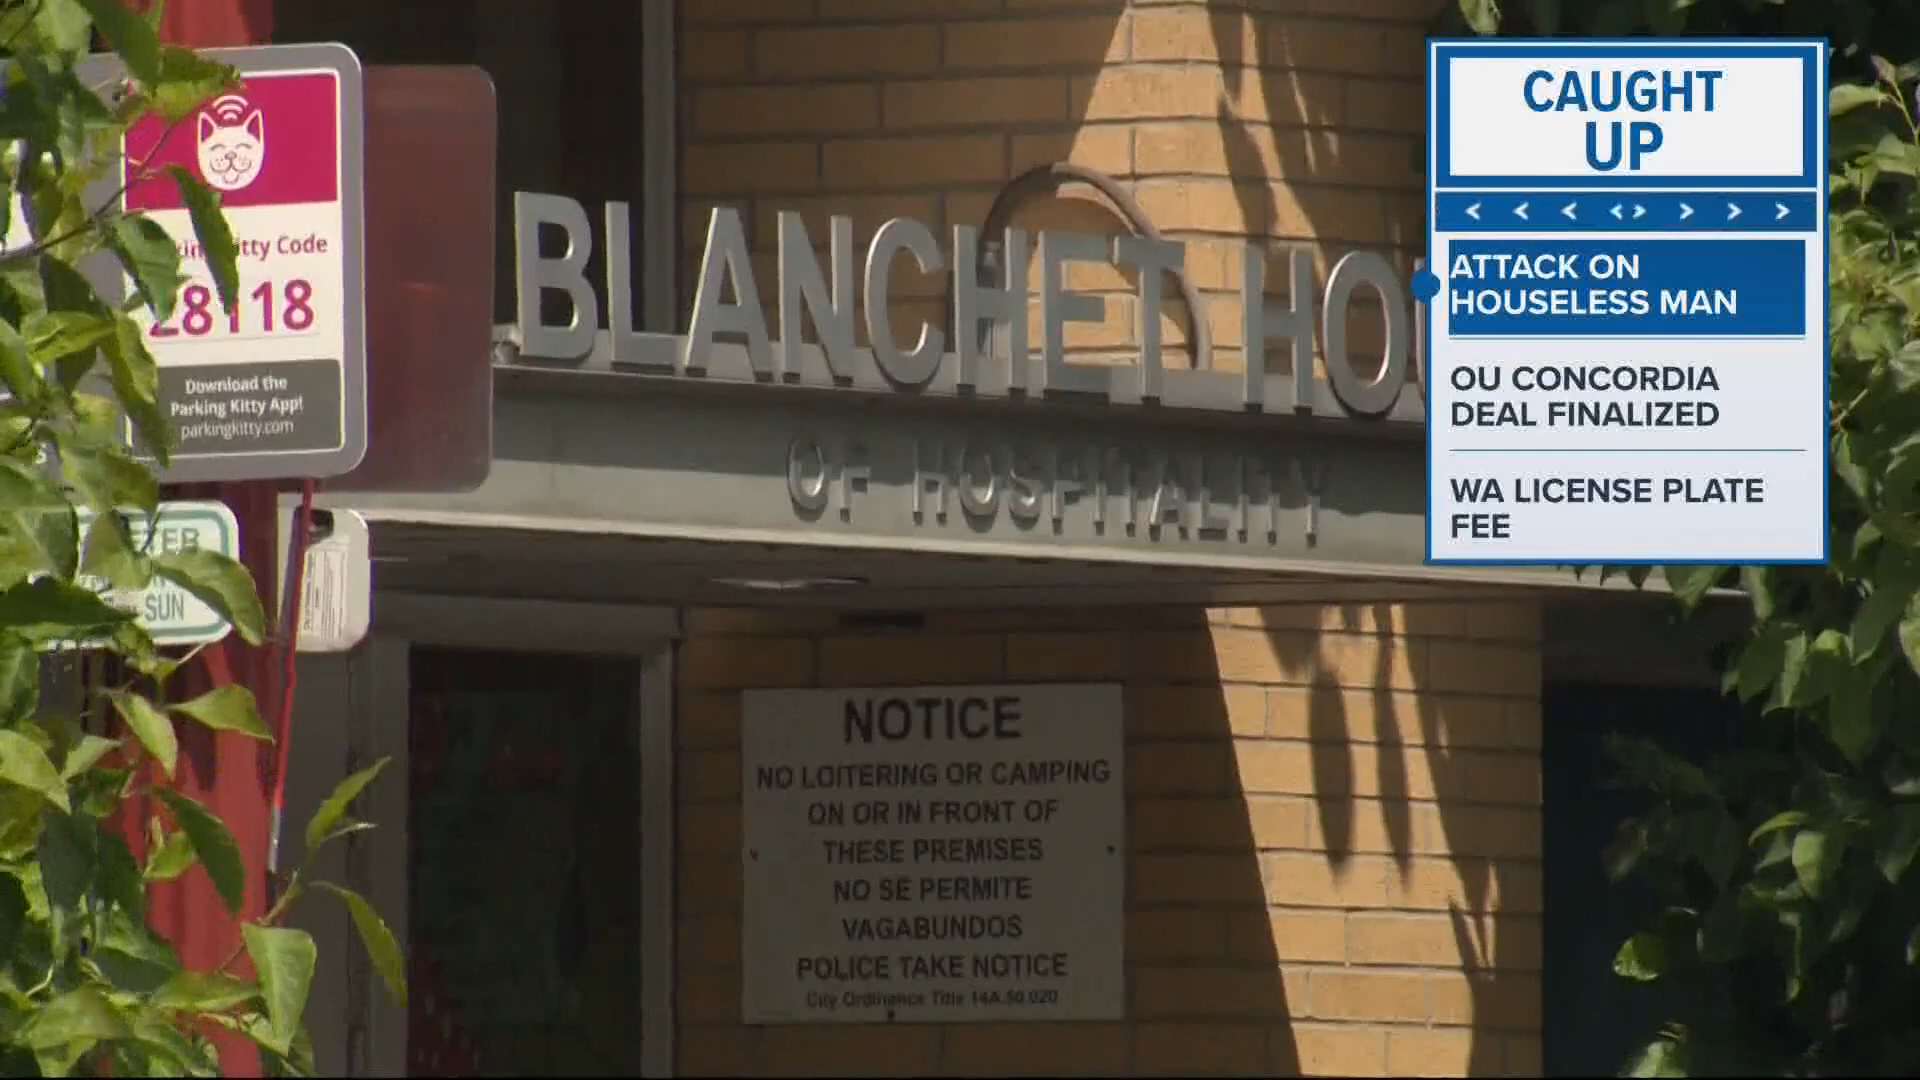 itty Code
28118
Download the
Parking Kitty App!
parkingkitty.com
SUN
BLANCHET HO
OF HOSPITALITY
NOTICE
NO LOITERING OR CAMPING
ON OR IN FRONT OF
THESE PREMISES
NO SE PERMITE
VAGABUNDOS
POLICE TAKE NOTICE
City Ordinance Title 14A.50.020
CAUGHT
UP
ATTACK ON
HOUSELESS MAN
OU CONCORDIA
DEAL FINALIZED
WA LICENSE PLATE
FEE